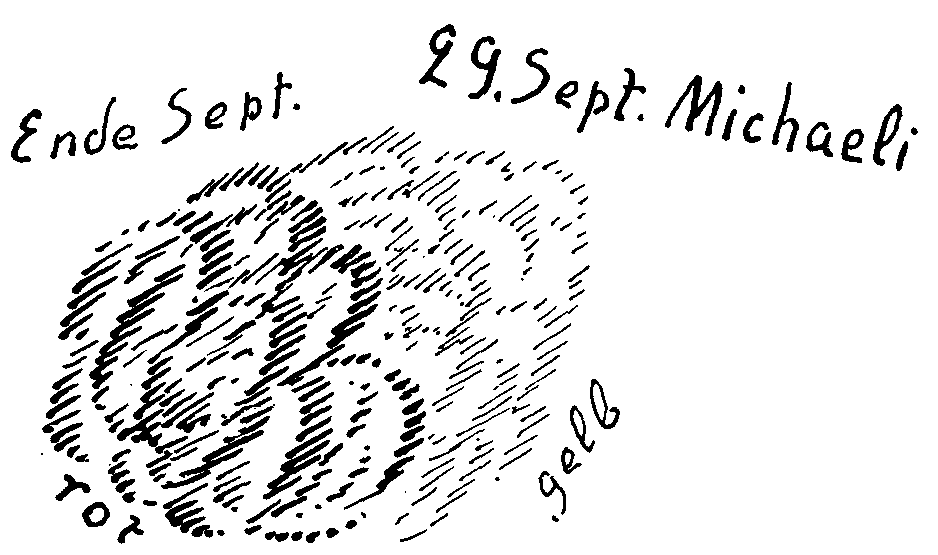 29. Sept. Michaeli
Ende Sept.
gelb
rot